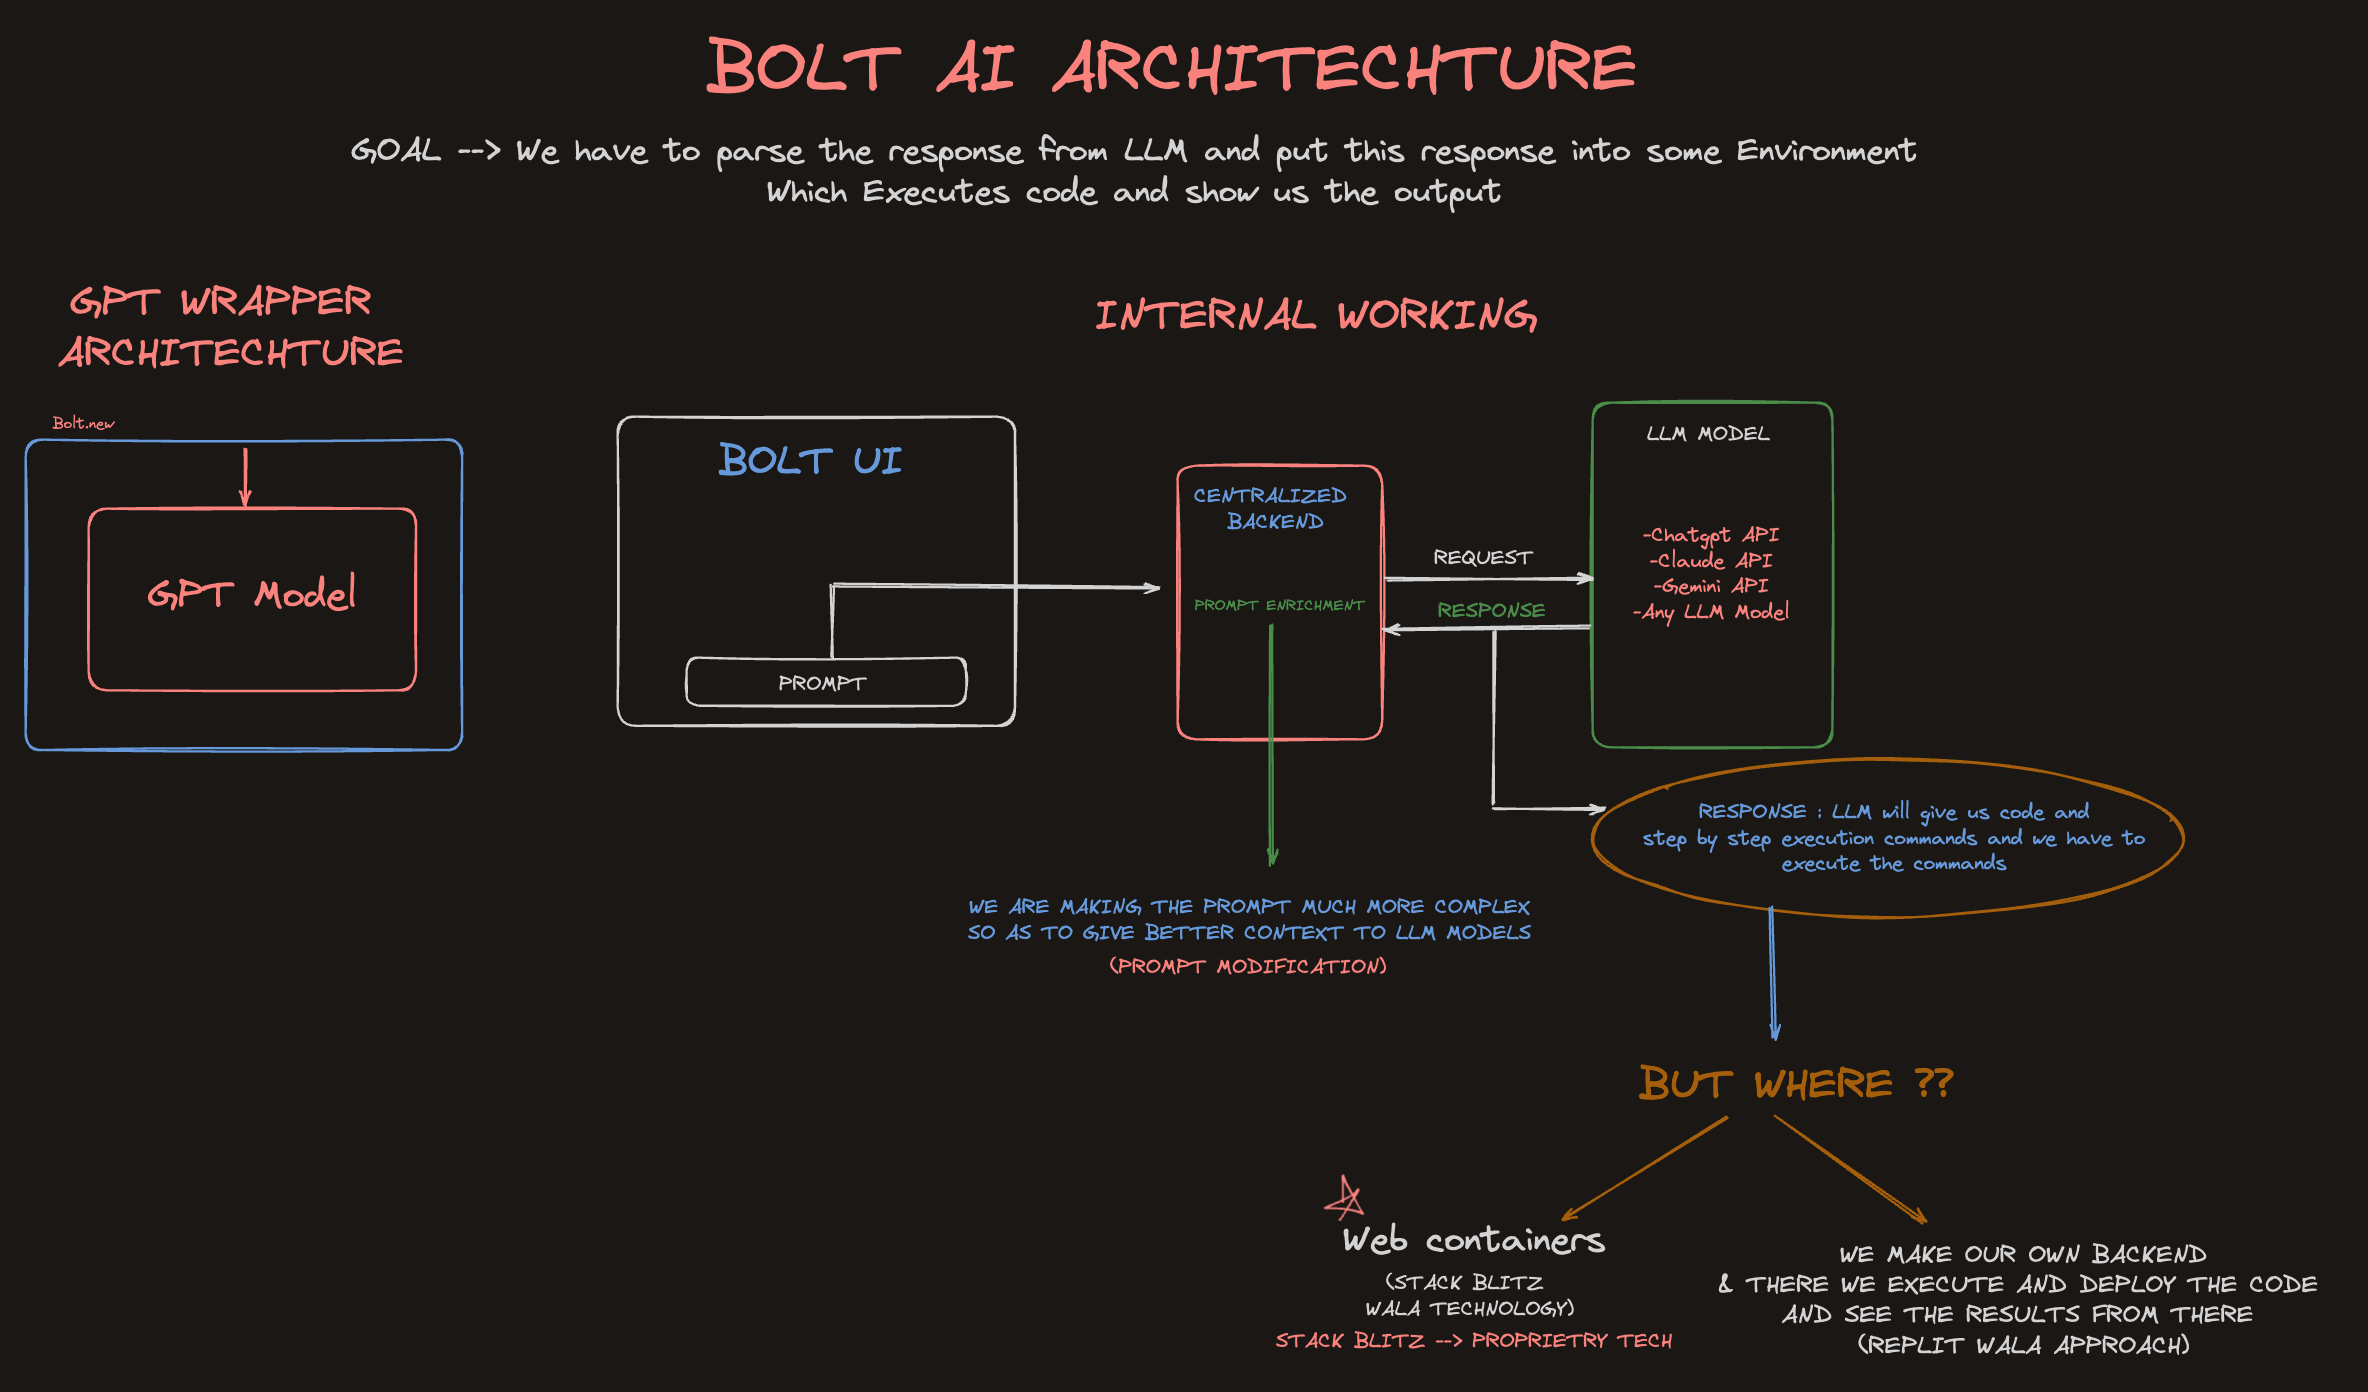 BOLT AI ARCHITECHTURE
GOAL --> We have to parse the response from LLM and put this response into some Environment
Which Executes code and show us the output
GPT WRAPPER
ARCHITECHTURE
Bolt.new
GPT Model
INTERNAL WORKING
BOLT UI
PROMPT
CENTRALIZED
BACKEND
PROMPT ENRICHMENT
REQUEST
RESPONSE
LLM MODEL
-Chatgpt API
-Claude API
-Gemini API
-Any LLM Model
WE ARE MAKING THE PROMPT MUCH MORE COMPLEX
SO AS TO GIVE BETTER CONTEXT TO LLM MODELS
(PROMPT MODIFICATION)
RESPONSE : LLM will give us code and
step by step execution commands and we have to
execute the commands
BUT WHERE ??
Web containers
(STACK BLITZ
WALA TECHNOLOGY)
STACK BLITZ --> PROPRIETRY TECH
WE MAKE OUR OWN BACKEND
& THERE WE EXECUTE AND DEPLOY THE CODE
AND SEE THE RESULTS FROM THERE
(REPLIT WALA APPROACH)